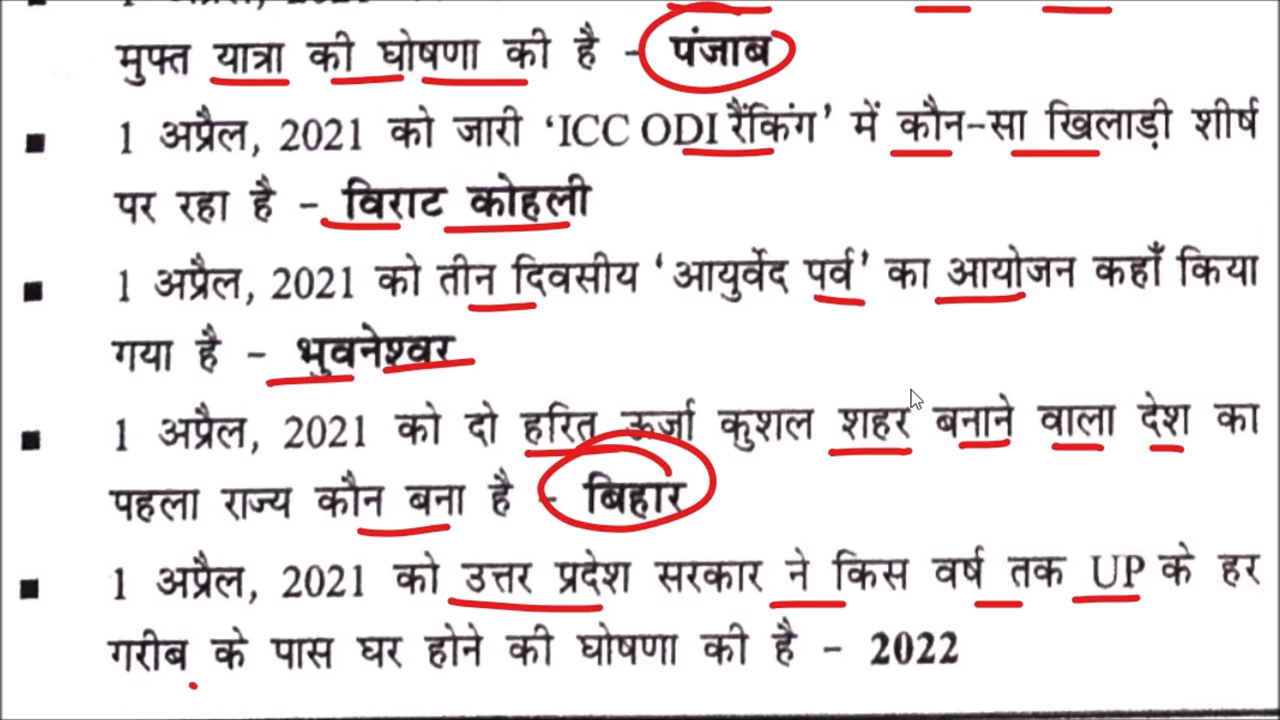 मुफ्त यात्रा की घोषणा की है - पंजाब
■ 1 अप्रैल, 2021 को जारी ‘ICC ODI रैंकिंग’ में कौन-सा खिलाड़ी शीर्ष
पर रहा है - विराट कोहली
■ 1 अप्रैल, 2021 को तीन दिवसीय ‘आयुर्वेद पर्व’ का आयोजन कहाँ किया
गया है - भुवनेश्वर
■ 1 अप्रैल, 2021 को दो हरित ऊर्जा कुशल शहर बनाने वाला देश का
पहला राज्य कौन बना है - बिहार
■ 1 अप्रैल, 2021 को उत्तर प्रदेश सरकार ने किस वर्ष तक UP के हर
गरीब के पास घर होने की घोषणा की है - 2022